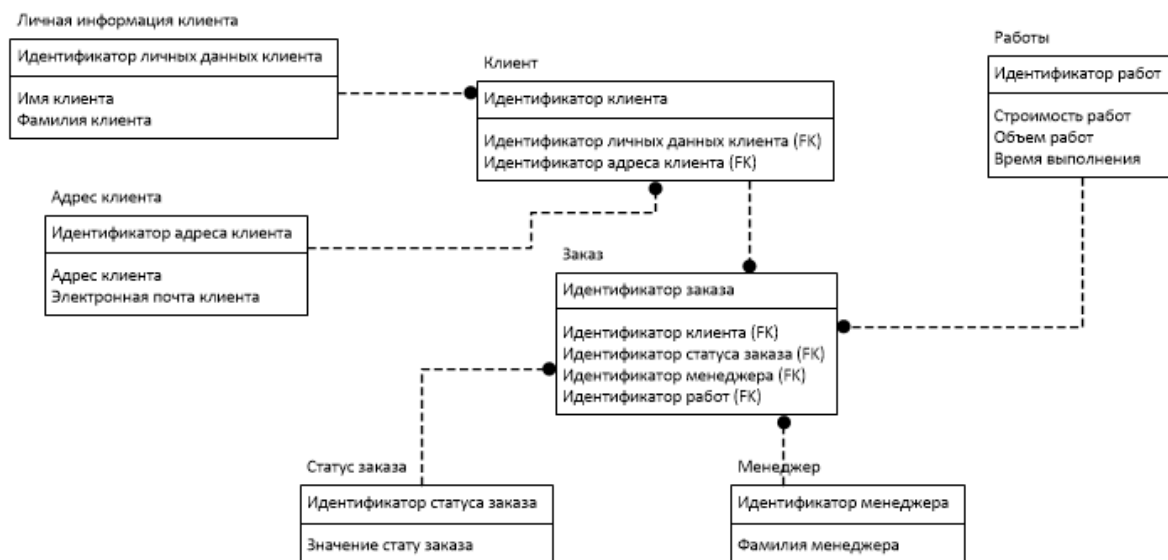 Личная информация клиента
Идентификатор личных данных клиента
Имя клиента
Фамилия клиента
Клиент
Идентификатор клиента
Идентификатор личных данных клиента (FK)
Идентификатор адреса клиента (FK)
Работы
Идентификатор работ
Строимость работ
Объем работ
Время выполнения
Адрес клиента
Идентификатор адреса клиента
Адрес клиента
Электронная почта клиента
Заказ
Идентификатор заказа
Идентификатор клиента (FK)
Идентификатор статуса заказа (FK)
Идентификатор менеджера (FK)
Идентификатор работ (FK)
Статус заказа
Идентификатор статуса заказа
Значение стату заказа
Менеджер
Идентификатор менеджера
Фамилия менеджера